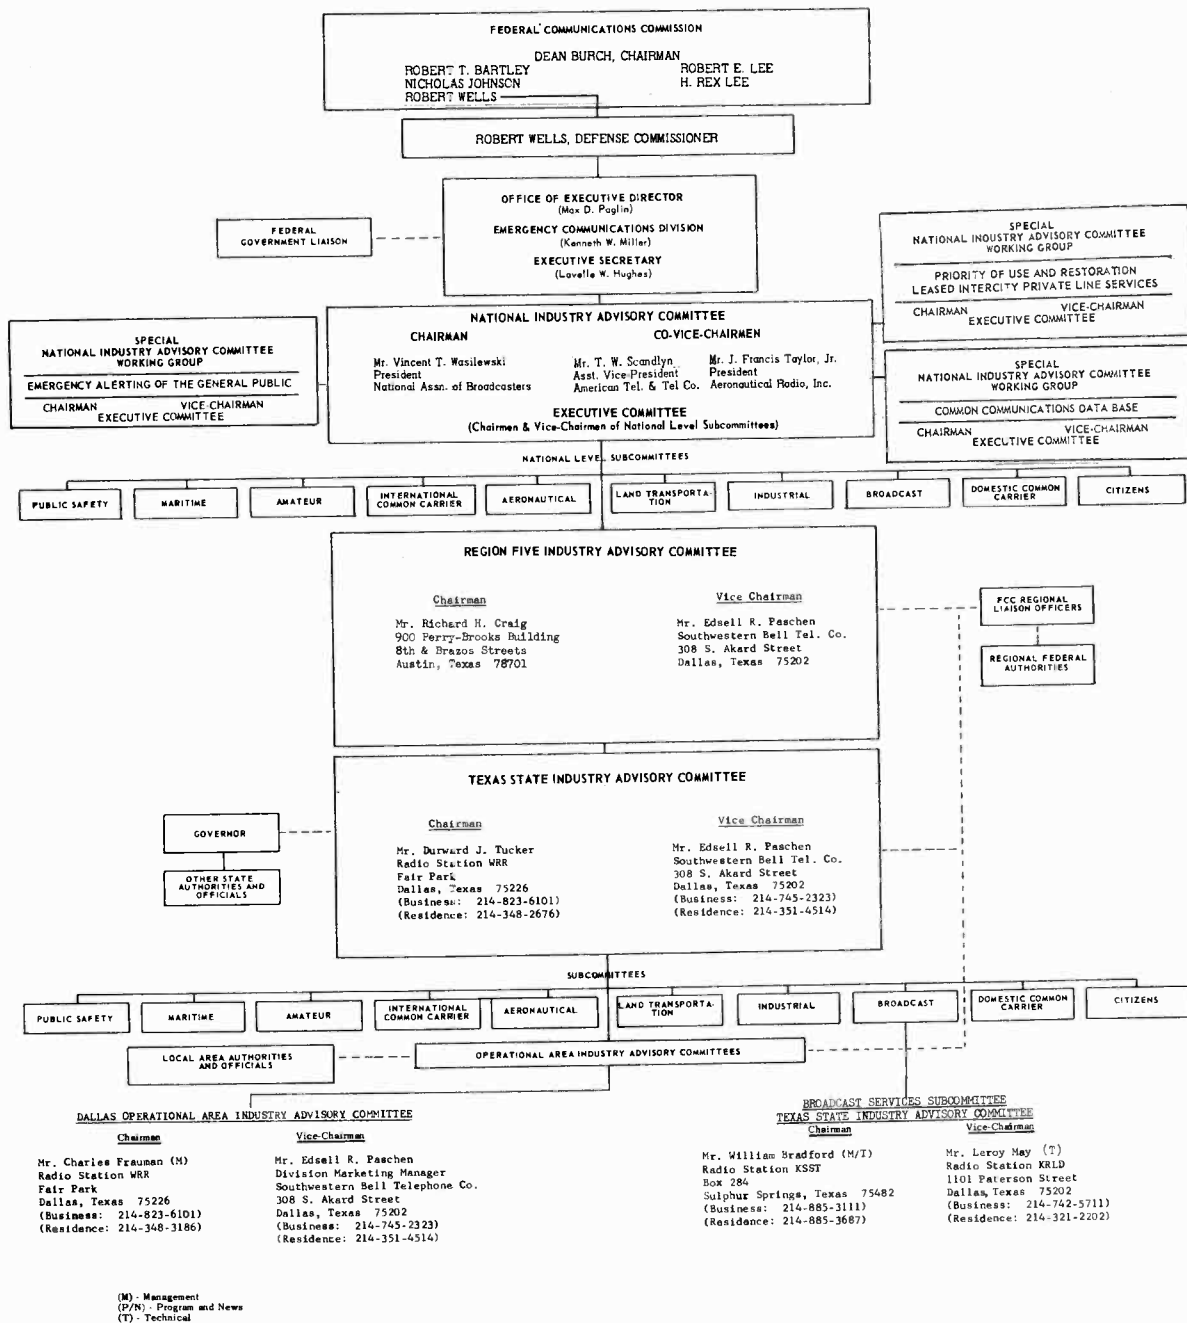 FEDERAL COMMUNICATIONS COMMISSION
DEAN BURCH, CHAIRMAN
ROBERT T. BARTLEY
NICHOLAS JOHNSON
ROBERT WELLS
ROBERT E. LEE
H. REX LEE
ROBERT WELLS, DEFENSE COMMISSIONER
OFFICE OF EXECUTIVE DIRECTOR
(Max D. Paglin)
EMERGENCY COMMUNICATIONS DIVISION
(Kenneth W. Miller)
EXECUTIVE SECRETARY
(Lavelle W. Hughes)
FEDERAL
GOVERNMENT LIAISON
SPECIAL
NATIONAL INDUSTRY ADVISORY COMMITTEE
WORKING GROUP
PRIORITY OF USE AND RESTORATION
LEASED INTERCITY PRIVATE LINE SERVICES
CHAIRMAN VICE-CHAIRMAN
EXECUTIVE COMMITTEE
SPECIAL
NATIONAL INDUSTRY ADVISORY COMMITTEE
WORKING GROUP
EMERGENCY ALERTING OF THE GENERAL PUBLIC
CHAIRMAN VICE-CHAIRMAN
EXECUTIVE COMMITTEE
NATIONAL INDUSTRY ADVISORY COMMITTEE
CHAIRMAN
Mr. Vincent T. Wasilewski
President
National Assn. of Broadcasters
CO-VICE-CHAIRMEN
Mr. T. W. Scandlyn
Asst. Vice-President
American Tel. & Tel Co.
Mr. J. Francis Taylor, Jr.
President
Aeronautical Radio, Inc.
EXECUTIVE COMMITTEE
(Chairmen & Vice-Chairmen of National Level Subcommittees)
SPECIAL
NATIONAL INDUSTRY ADVISORY COMMITTEE
WORKING GROUP
COMMON COMMUNICATIONS DATA BASE
CHAIRMAN VICE-CHAIRMAN
EXECUTIVE COMMITTEE
NATIONAL LEVEL SUBCOMMITTEES
PUBLIC SAFETY
MARITIME
AMATEUR
INTERNATIONAL
COMMON CARRIER
AERONAUTICAL
LAND TRANSPORTA-
TION
INDUSTRIAL
BROADCAST
DOMESTIC COMMON
CARRIER
CITIZENS
REGION FIVE INDUSTRY ADVISORY COMMITTEE
Chairman
Mr. Richard H. Craig
900 Perry-Brooks Building
8th & Brazos Streets
Austin, Texas 78701
Vice Chairman
Mr. Edsell R. Paschen
Southwestern Bell Tel. Co.
308 S. Akard Street
Dallas, Texas 75202
FCC REGIONAL
LIAISON OFFICERS
REGIONAL FEDERAL
AUTHORITIES
TEXAS STATE INDUSTRY ADVISORY COMMITTEE
Chairman
Mr. Durward J. Tucker
Radio Station WRR
Fair Park
Dallas, Texas 75226
(Business: 214-823-6101)
(Residence: 214-348-2676)
Vice Chairman
Mr. Edsell R. Paschen
Southwestern Bell Tel. Co.
308 S. Akard Street
Dallas, Texas 75202
(Business: 214-745-2323)
(Residence: 214-351-4514)
GOVERNOR
OTHER STATE
AUTHORITIES AND
OFFICIALS
SUBCOMMITTEES
PUBLIC SAFETY
MARITIME
AMATEUR
INTERNATIONAL
COMMON CARRIER
AERONAUTICAL
LAND TRANSPORTA-
TION
INDUSTRIAL
BROADCAST
DOMESTIC COMMON
CARRIER
CITIZENS
LOCAL AREA AUTHORITIES
AND OFFICIALS
OPERATIONAL AREA INDUSTRY ADVISORY COMMITTEES
DALLAS OPERATIONAL AREA INDUSTRY ADVISORY COMMITTEE
Chairman
Mr. Charles Frauman (M)
Radio Station WRR
Fair Park
Dallas, Texas 75226
(Business: 214-823-6101)
(Residence: 214-348-3186)
Vice-Chairman
Mr. Edsell R. Paschen
Division Marketing Manager
Southwestern Bell Telephone Co.
308 S. Akard Street
Dallas, Texas 75202
(Business: 214-745-2323)
(Residence: 214-351-4514)
BROADCAST SERVICES SUBCOMMITTEE
TEXAS STATE INDUSTRY ADVISORY COMMITTEE
Chairman
Mr. William Bradford (M/T)
Radio Station KSST
Box 284
Sulphur Springs, Texas 75482
(Business: 214-885-3111)
(Residence: 214-885-3687)
Vice-Chairman
Mr. Leroy May (T)
Radio Station KRLD
1101 Paterson Street
Dallas, Texas 75202
(Business: 214-742-5711)
(Residence: 214-321-2202)
(M) - Management
(P/N) - Program and News
(T) - Technical